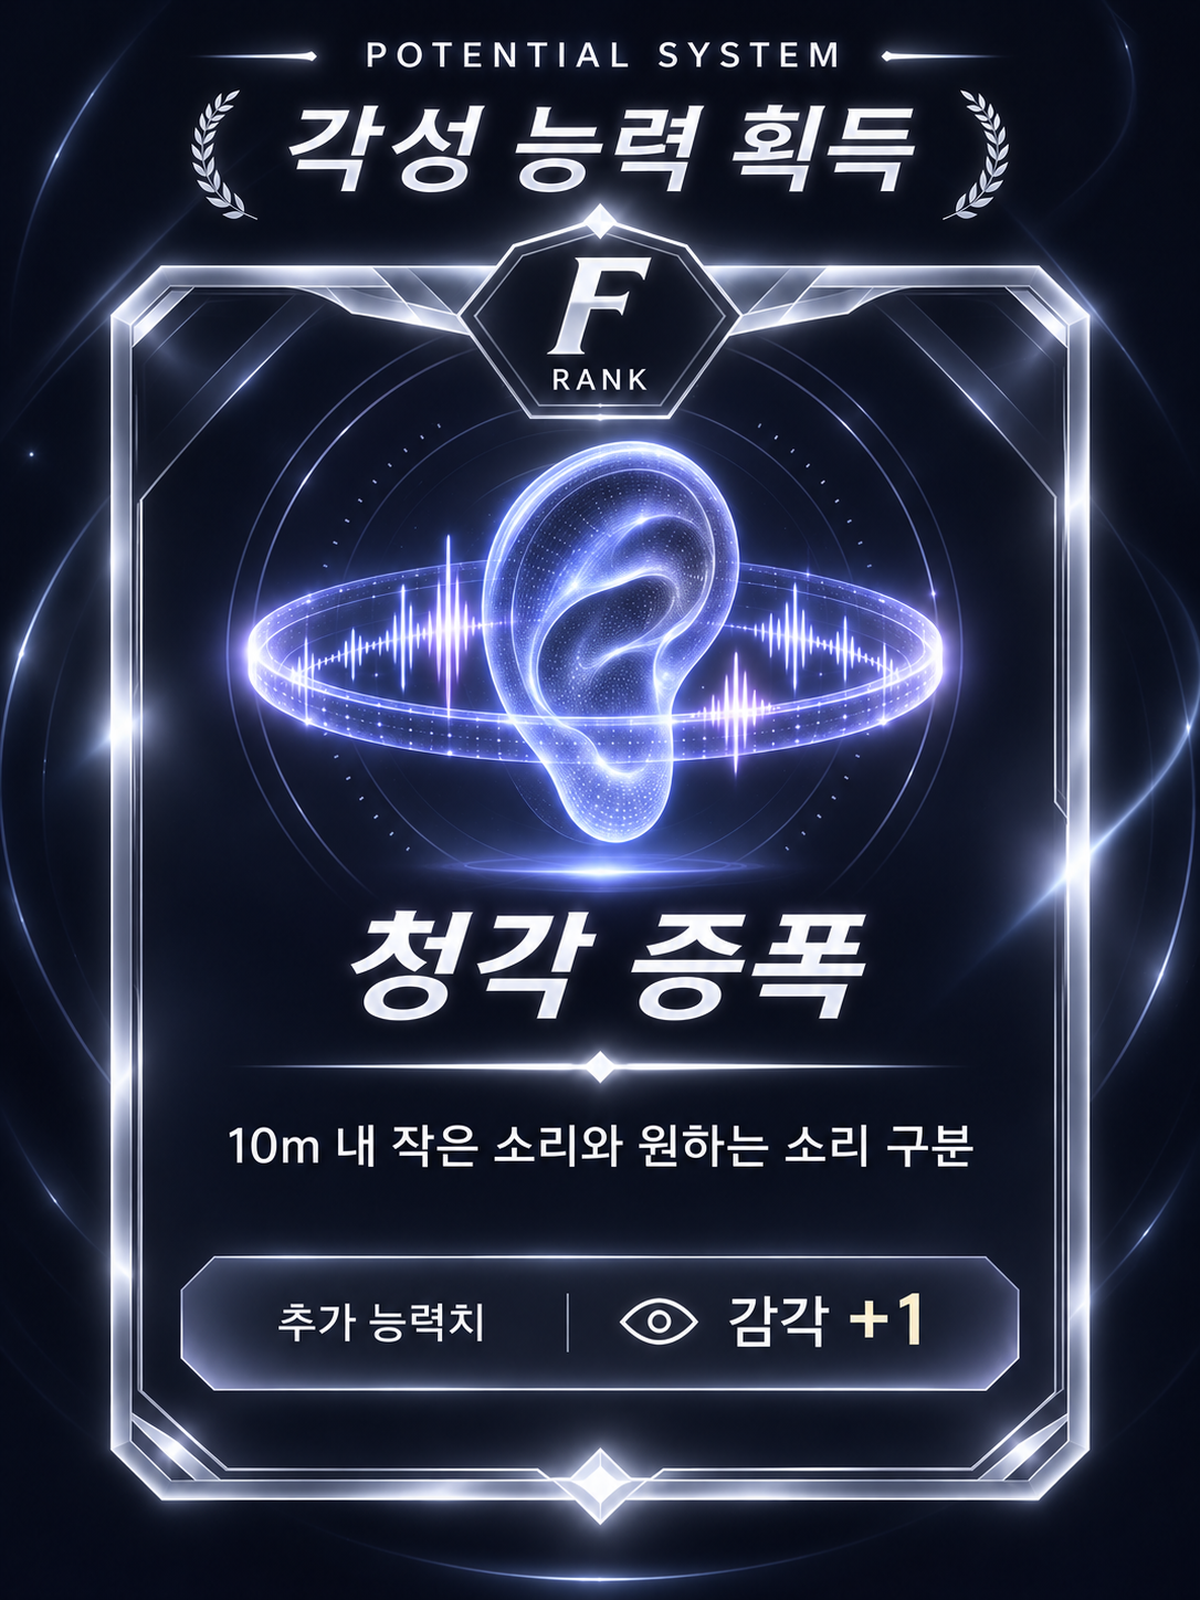 POTENTIAL SYSTEM
각성 능력 획득
F
RANK
청각 증폭
10m 내 작은 소리와 원하는 소리 구분
추가 능력치
감각 +1